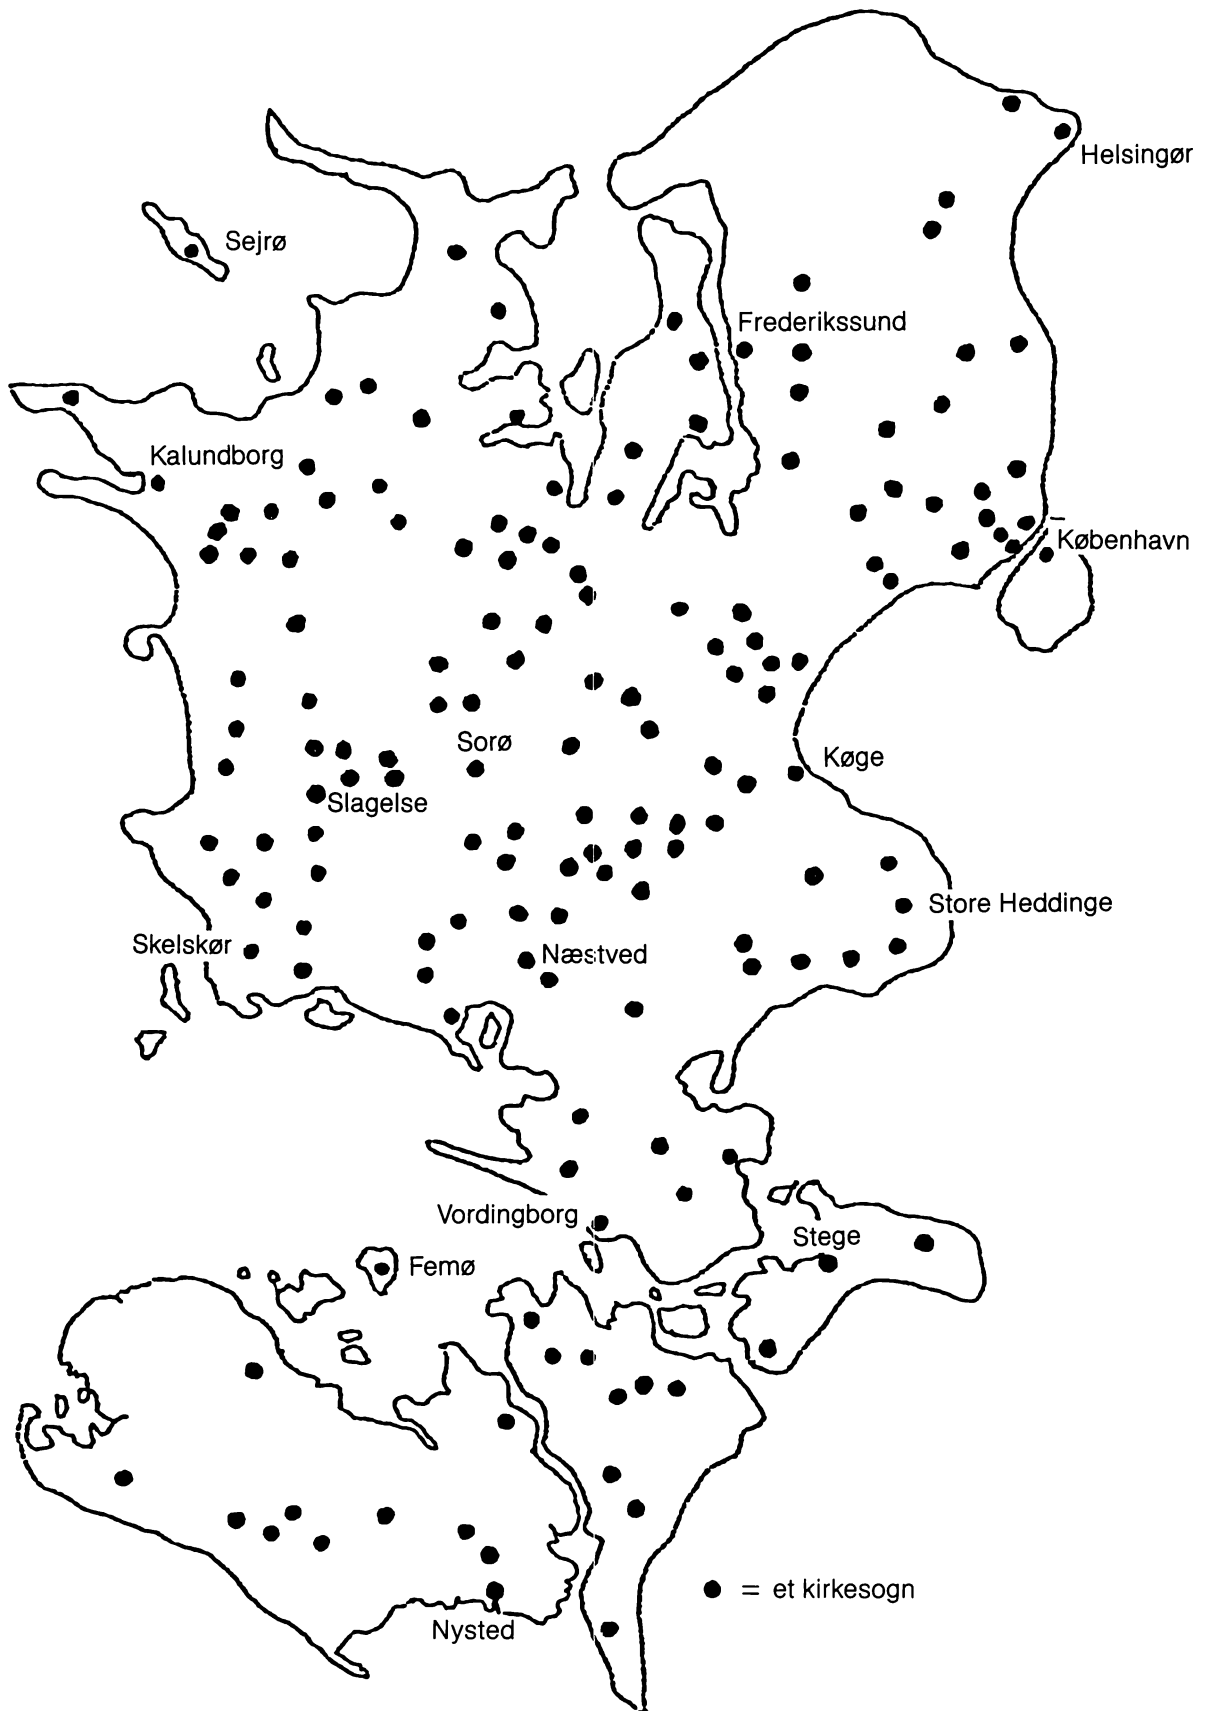 Helsingør
Sejrø
Frederikssund
Kalundborg
København
Sorø
Køge
Slagelse
Store Heddinge
Skelskør
Næstved
Vordingborg
Stege
Femø
= et kirkesogn
Nysted